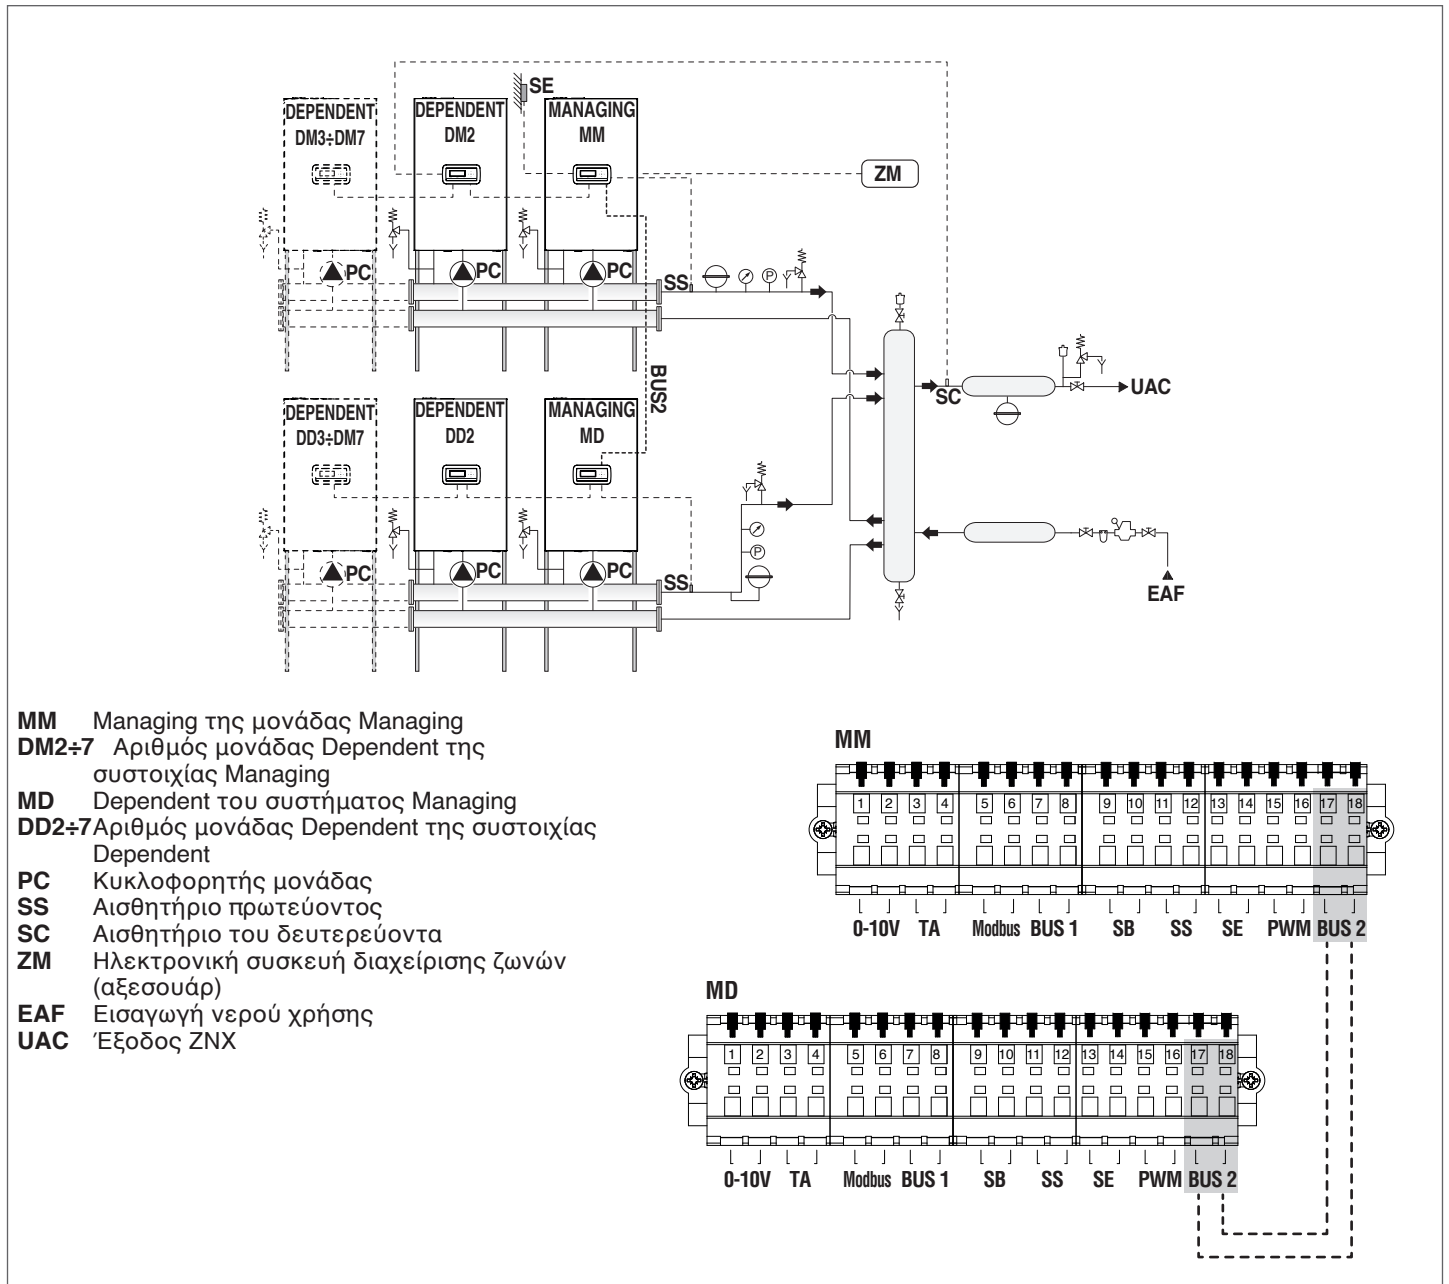 SE
DEPENDENT DM3÷DM7
DEPENDENT DM2
MANAGING MM
ZM
PC
PC
PC
SS
P
BUS2
SC
UAC
DEPENDENT DD3÷DM7
DEPENDENT DD2
MANAGING MD
P
PC
PC
PC
SS
EAF
MM Managing της μονάδας Managing
DM2÷7 Αριθμός μονάδας Dependent της
συστοιχίας Managing
MD Dependent του συστήματος Managing
DD2÷7 Αριθμός μονάδας Dependent της συστοιχίας
Dependent
PC Κυκλοφορητής μονάδας
SS Αισθητήριο πρωτεύοντος
SC Αισθητήριο του δευτερεύοντα
ZM Ηλεκτρονική συσκευή διαχείρισης ζωνών
(αξεσουάρ)
EAF Εισαγωγή νερού χρήσης
UAC Έξοδος ΖΝΧ
MM
1 2 3 4 5 6 7 8 9 10 11 12 13 14 15 16 17 18
0-10V TA Modbus BUS 1 SB SS SE PWM BUS 2
MD
1 2 3 4 5 6 7 8 9 10 11 12 13 14 15 16 17 18
0-10V TA Modbus BUS 1 SB SS SE PWM BUS 2